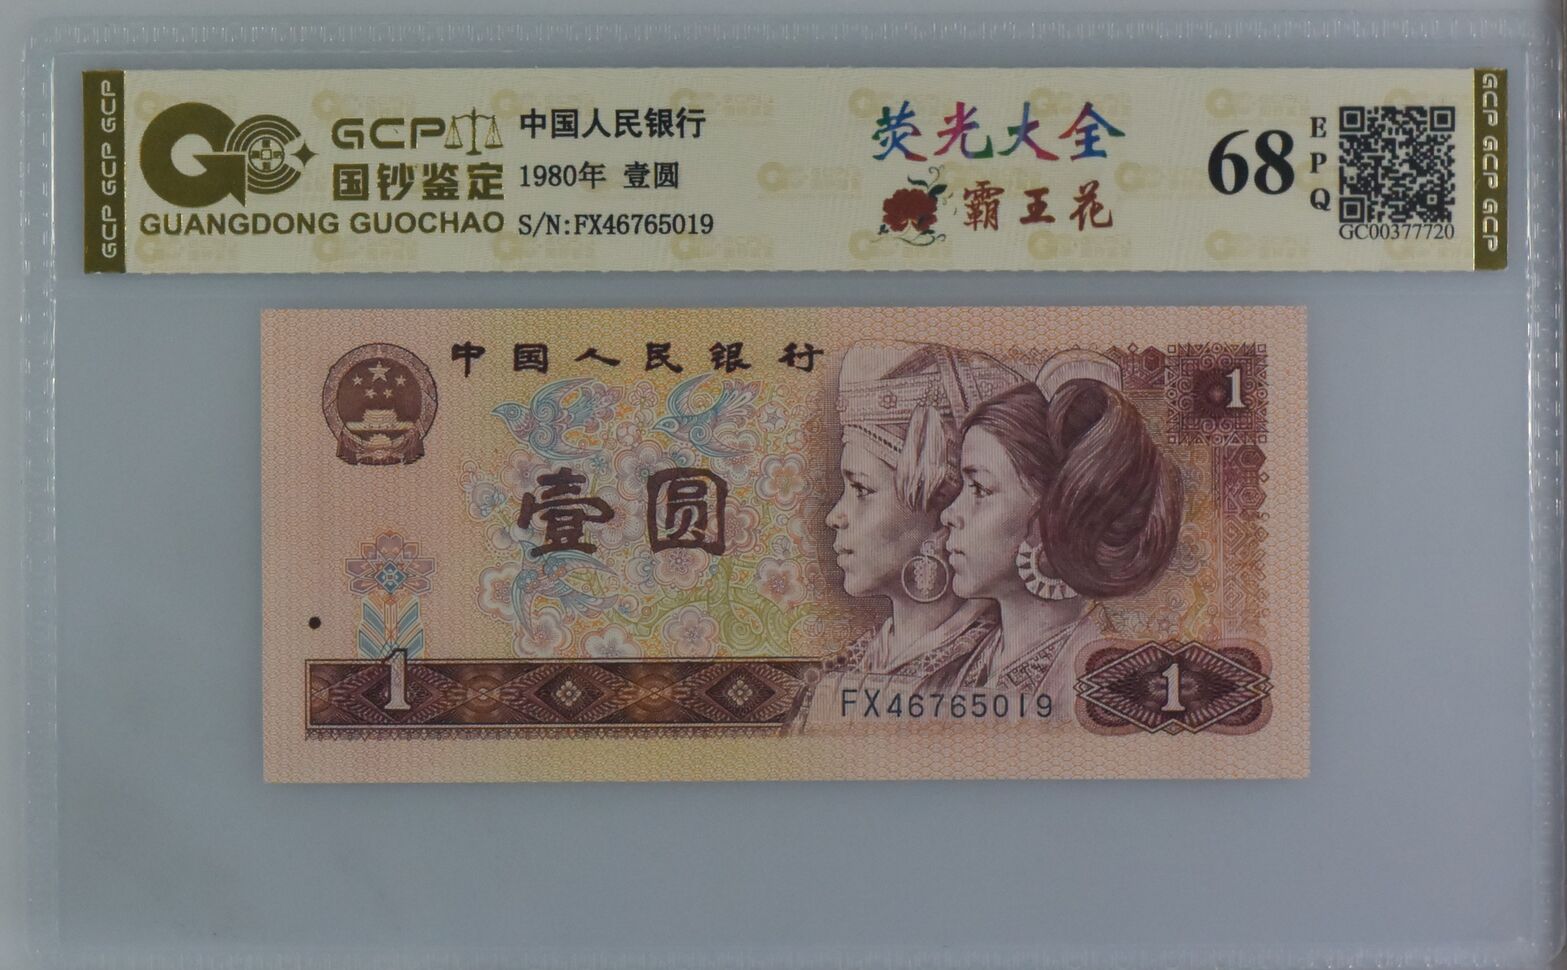 GCP GCP GCP
GCP
国钞鉴定
GUANGDONG GUOCHAO
中国人民银行
1980年 壹圆
S/N:FX46765019
荧光大全
霸王花
68
EPQ
GC00377720
GCP GCP GCP
中国人民银行
1
壹圆
1
FX46765019
1